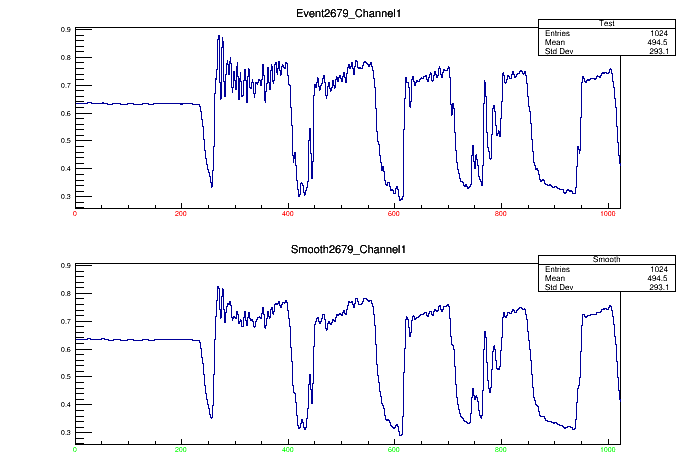 Event2679_Channel1
Test
Entries 1024
Mean 494.5
Std Dev 293.1
0.9
0.8
0.7
0.6
0.5
0.4
0.3
0 200 400 600 800 1000
Smooth2679_Channel1
Smooth
Entries 1024
Mean 494.5
Std Dev 293.1
0.9
0.8
0.7
0.6
0.5
0.4
0.3
0 200 400 600 800 1000